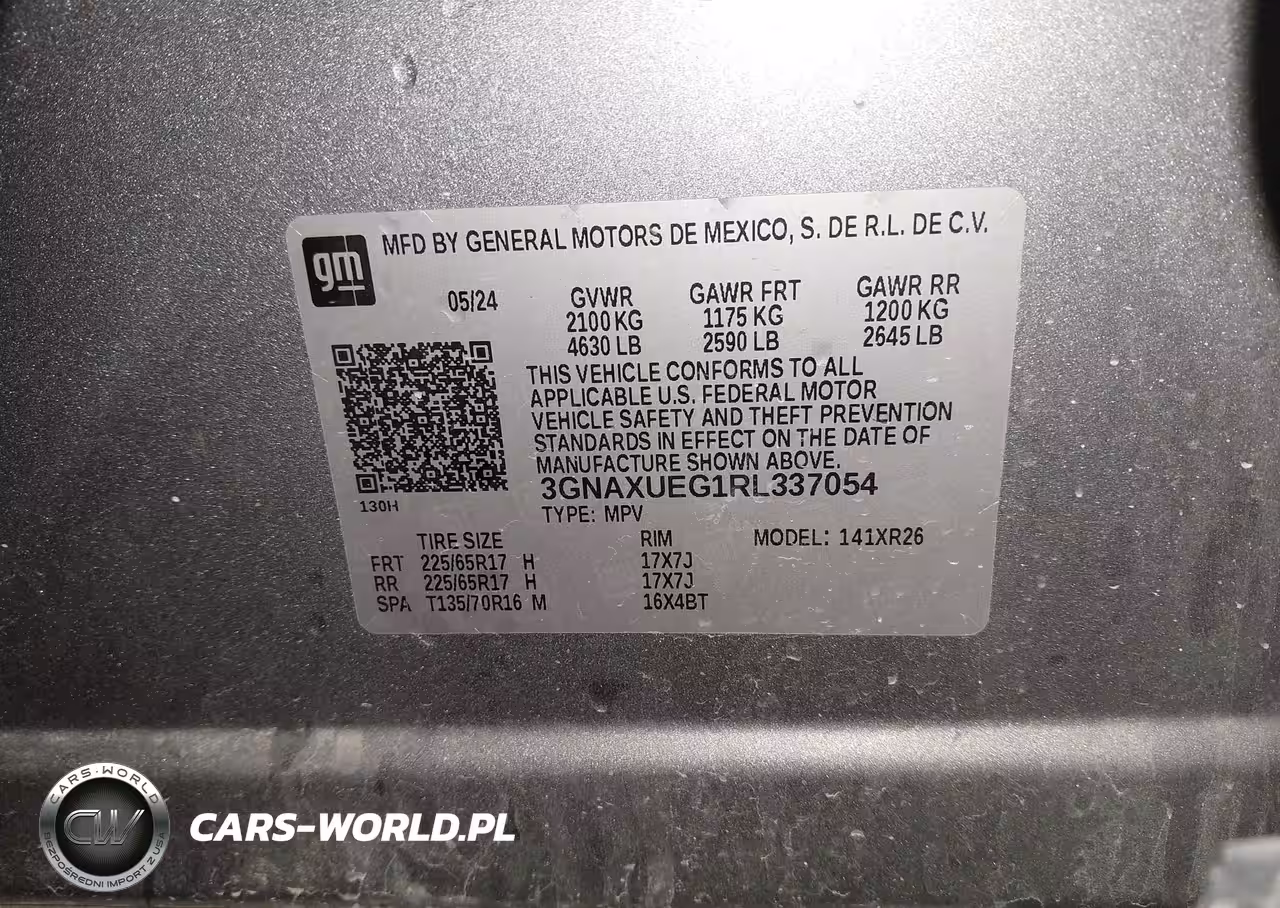 gm
MFD BY GENERAL MOTORS DE MEXICO, S. DE R.L. DE C.V.
05/24 GVWR GAWR FRT GAWR RR
2100 KG 1175 KG 1200 KG
4630 LB 2590 LB 2645 LB
THIS VEHICLE CONFORMS TO ALL
APPLICABLE U.S. FEDERAL MOTOR
VEHICLE SAFETY AND THEFT PREVENTION
STANDARDS IN EFFECT ON THE DATE OF
MANUFACTURE SHOWN ABOVE.
3GNAXUEG1RL337054
130H
TYPE: MPV
TIRE SIZE RIM MODEL: 141XR26
FRT 225/65R17 H 17X7J
RR 225/65R17 H 17X7J
SPA T135/70R16 M 16X4BT
CARS-WORLD
CW
BEZPOŚREDNI IMPORT Z USA
CARS-WORLD.PL